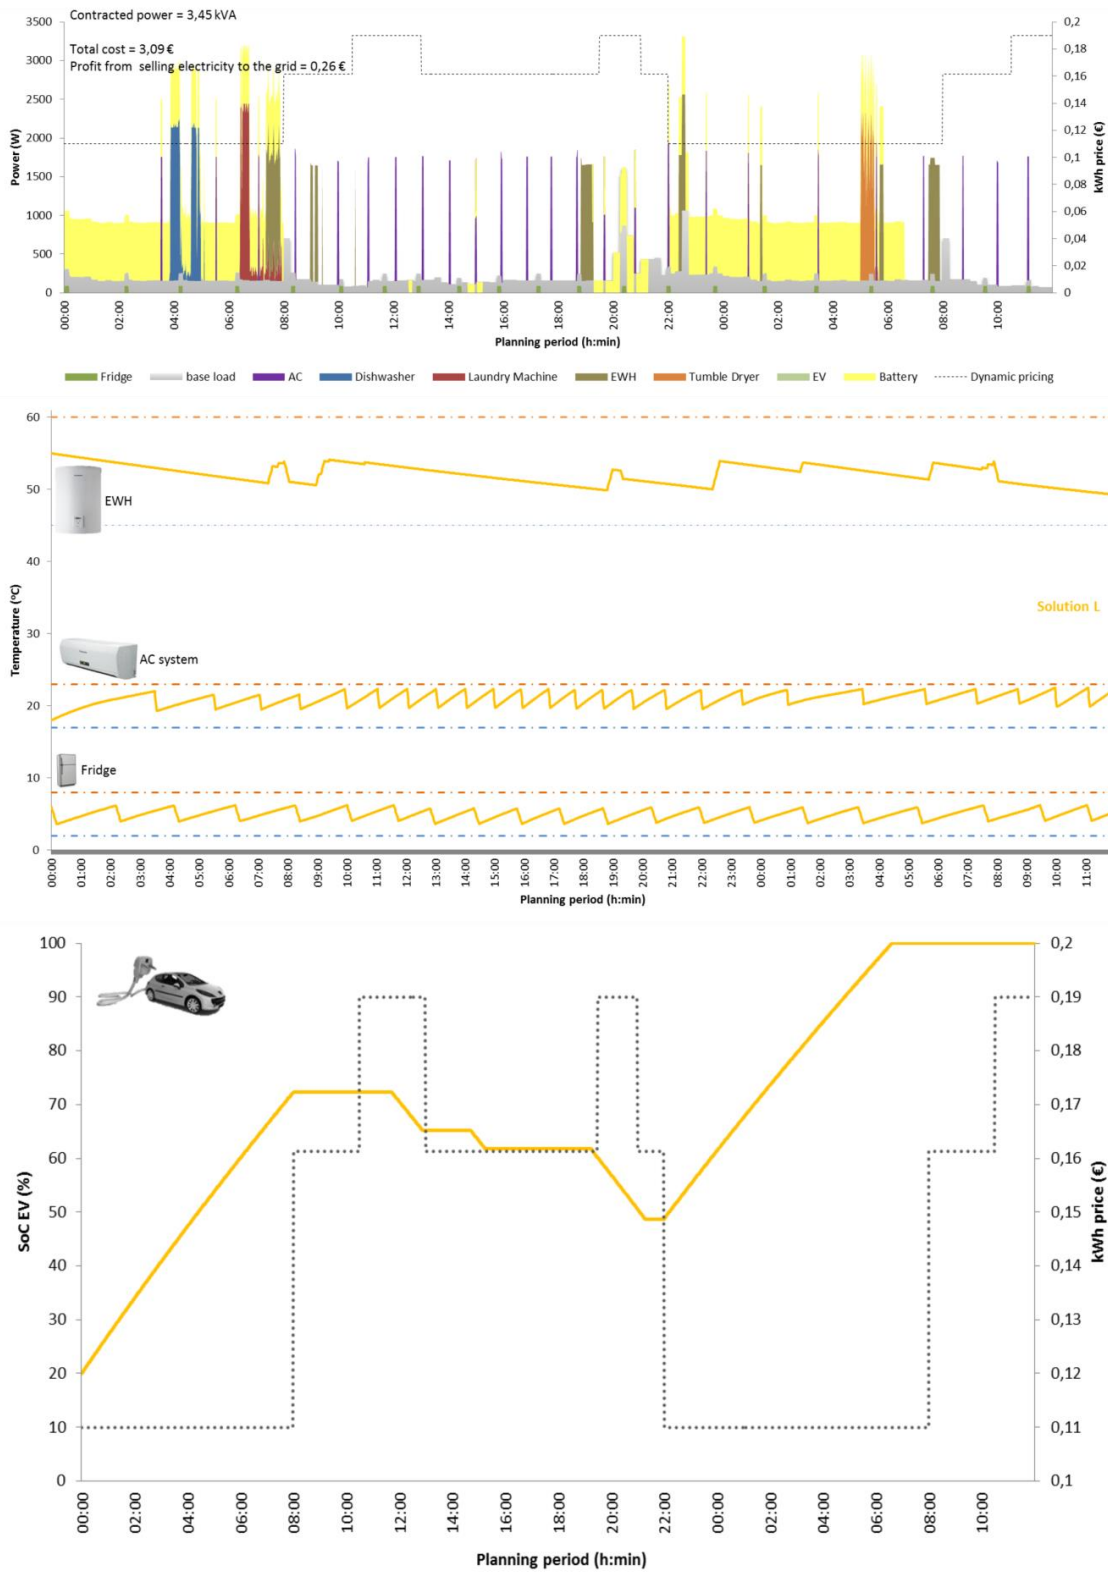 Contracted power = 3,45 kVA
Total cost = 3,09 €
Profit from selling electricity to the grid = 0,26 €
3500
3000
2500
2000
1500
1000
500
0
Power (W)
0,2
0,18
0,16
0,14
0,12
0,1
0,08
0,06
0,04
0,02
0
kWh price (€)
00:00 02:00 04:00 06:00 08:00 10:00 12:00 14:00 16:00 18:00 20:00 22:00 00:00 02:00 04:00 06:00 08:00 10:00
Planning period (h:min)
Fridge base load AC Dishwasher Laundry Machine EWH Tumble Dryer EV Battery Dynamic pricing
60
50
40
30
20
10
0
Temperature (ºC)
EWH
Solution L
AC system
Fridge
00:00 01:00 02:00 03:00 04:00 05:00 06:00 07:00 08:00 09:00 10:00 11:00 12:00 13:00 14:00 15:00 16:00 17:00 18:00 19:00 20:00 21:00 22:00 23:00 00:00 01:00 02:00 03:00 04:00 05:00 06:00 07:00 08:00 09:00 10:00 11:00
Planning period (h:min)
100
90
80
70
60
50
40
30
20
10
0
SoC EV (%)
0,2
0,19
0,18
0,17
0,16
0,15
0,14
0,13
0,12
0,11
0,1
kWh price (€)
00:00 02:00 04:00 06:00 08:00 10:00 12:00 14:00 16:00 18:00 20:00 22:00 00:00 02:00 04:00 06:00 08:00 10:00
Planning period (h:min)